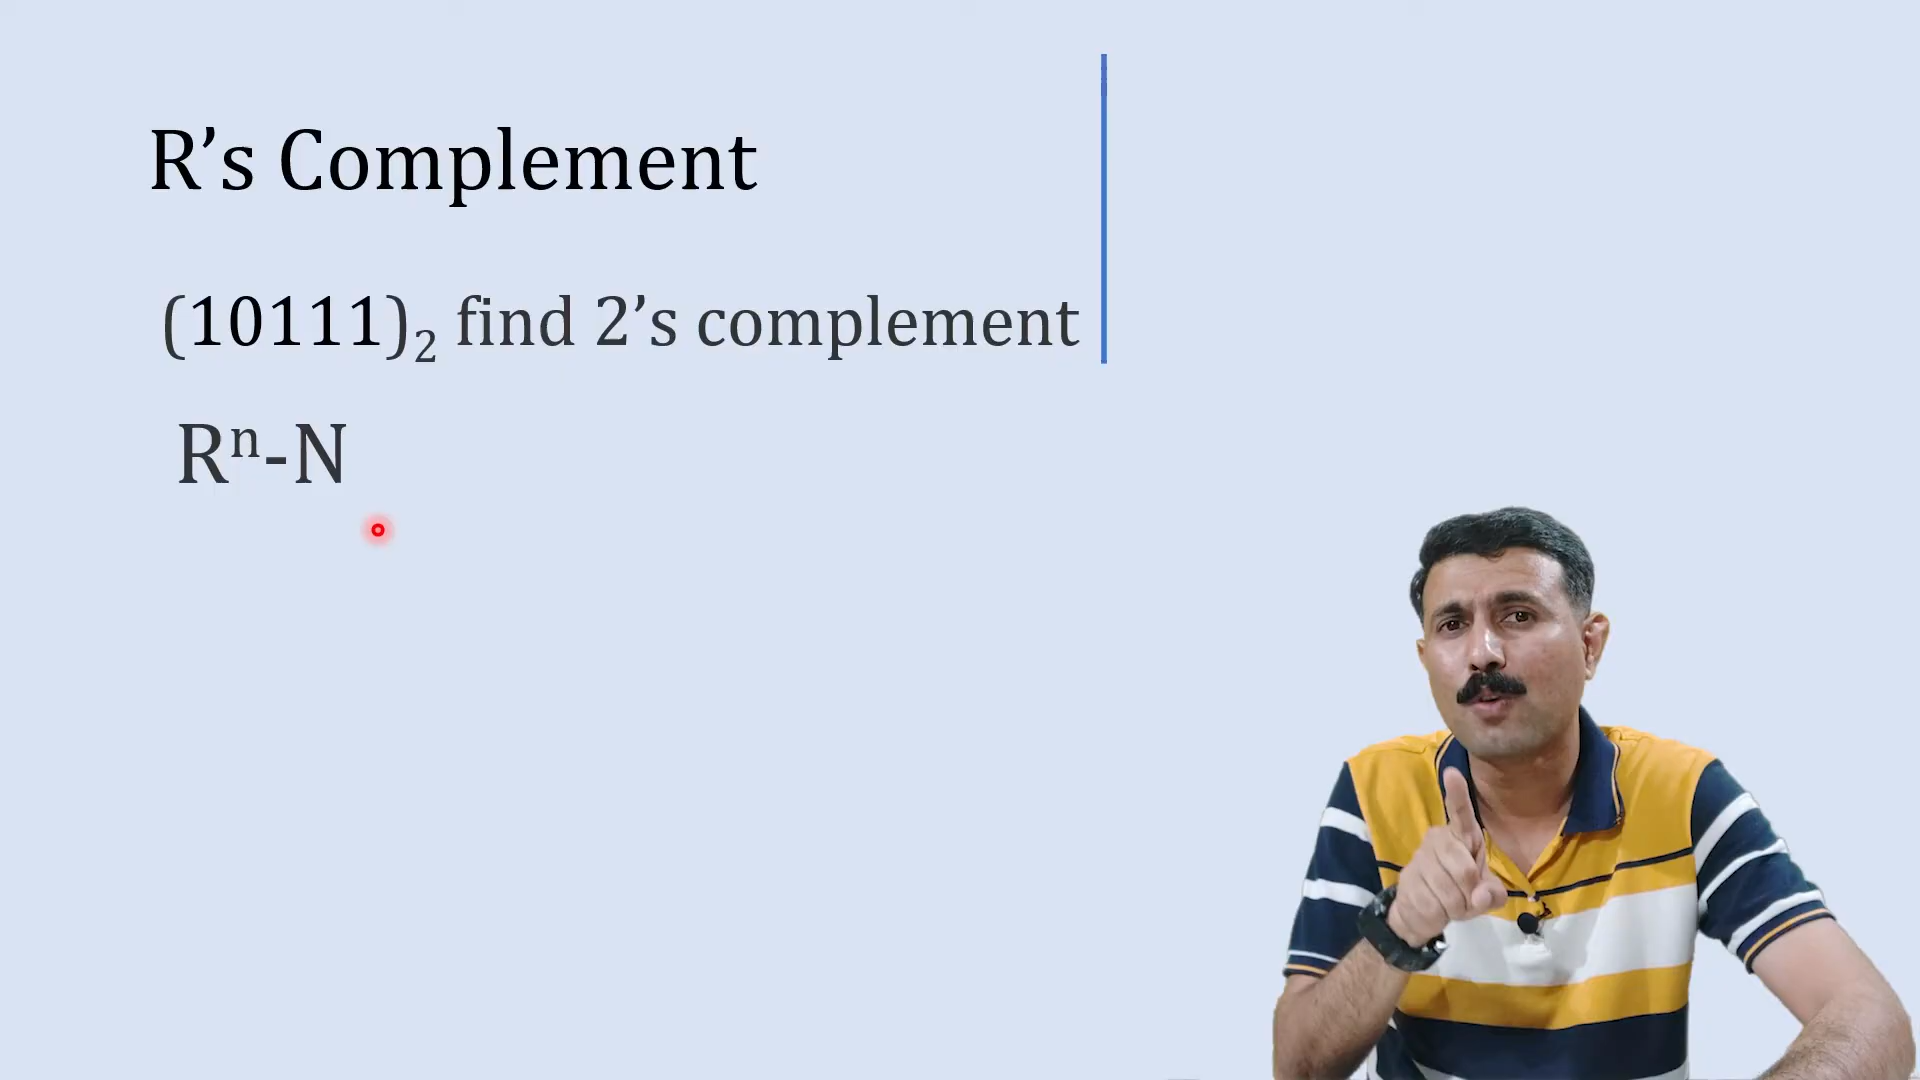 R’s Complement
(10111)₂ find 2’s complement
Rⁿ-N